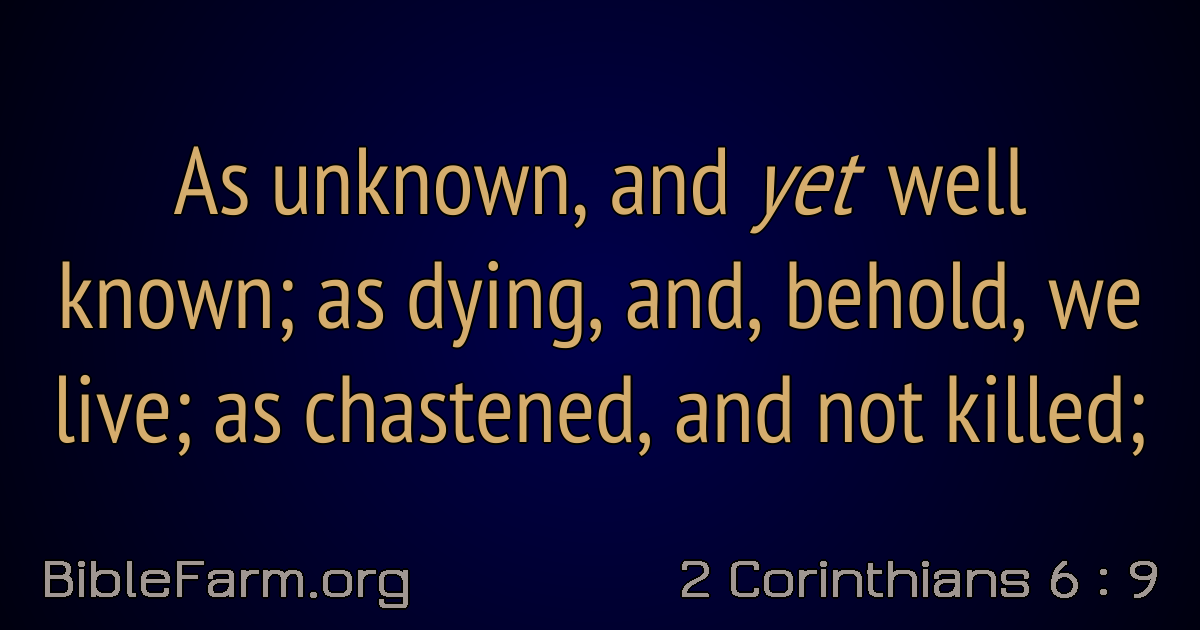 As unknown, and yet well
known; as dying, and, behold, we
live; as chastened, and not killed;
BibleFarm.org
2 Corinthians 6 : 9